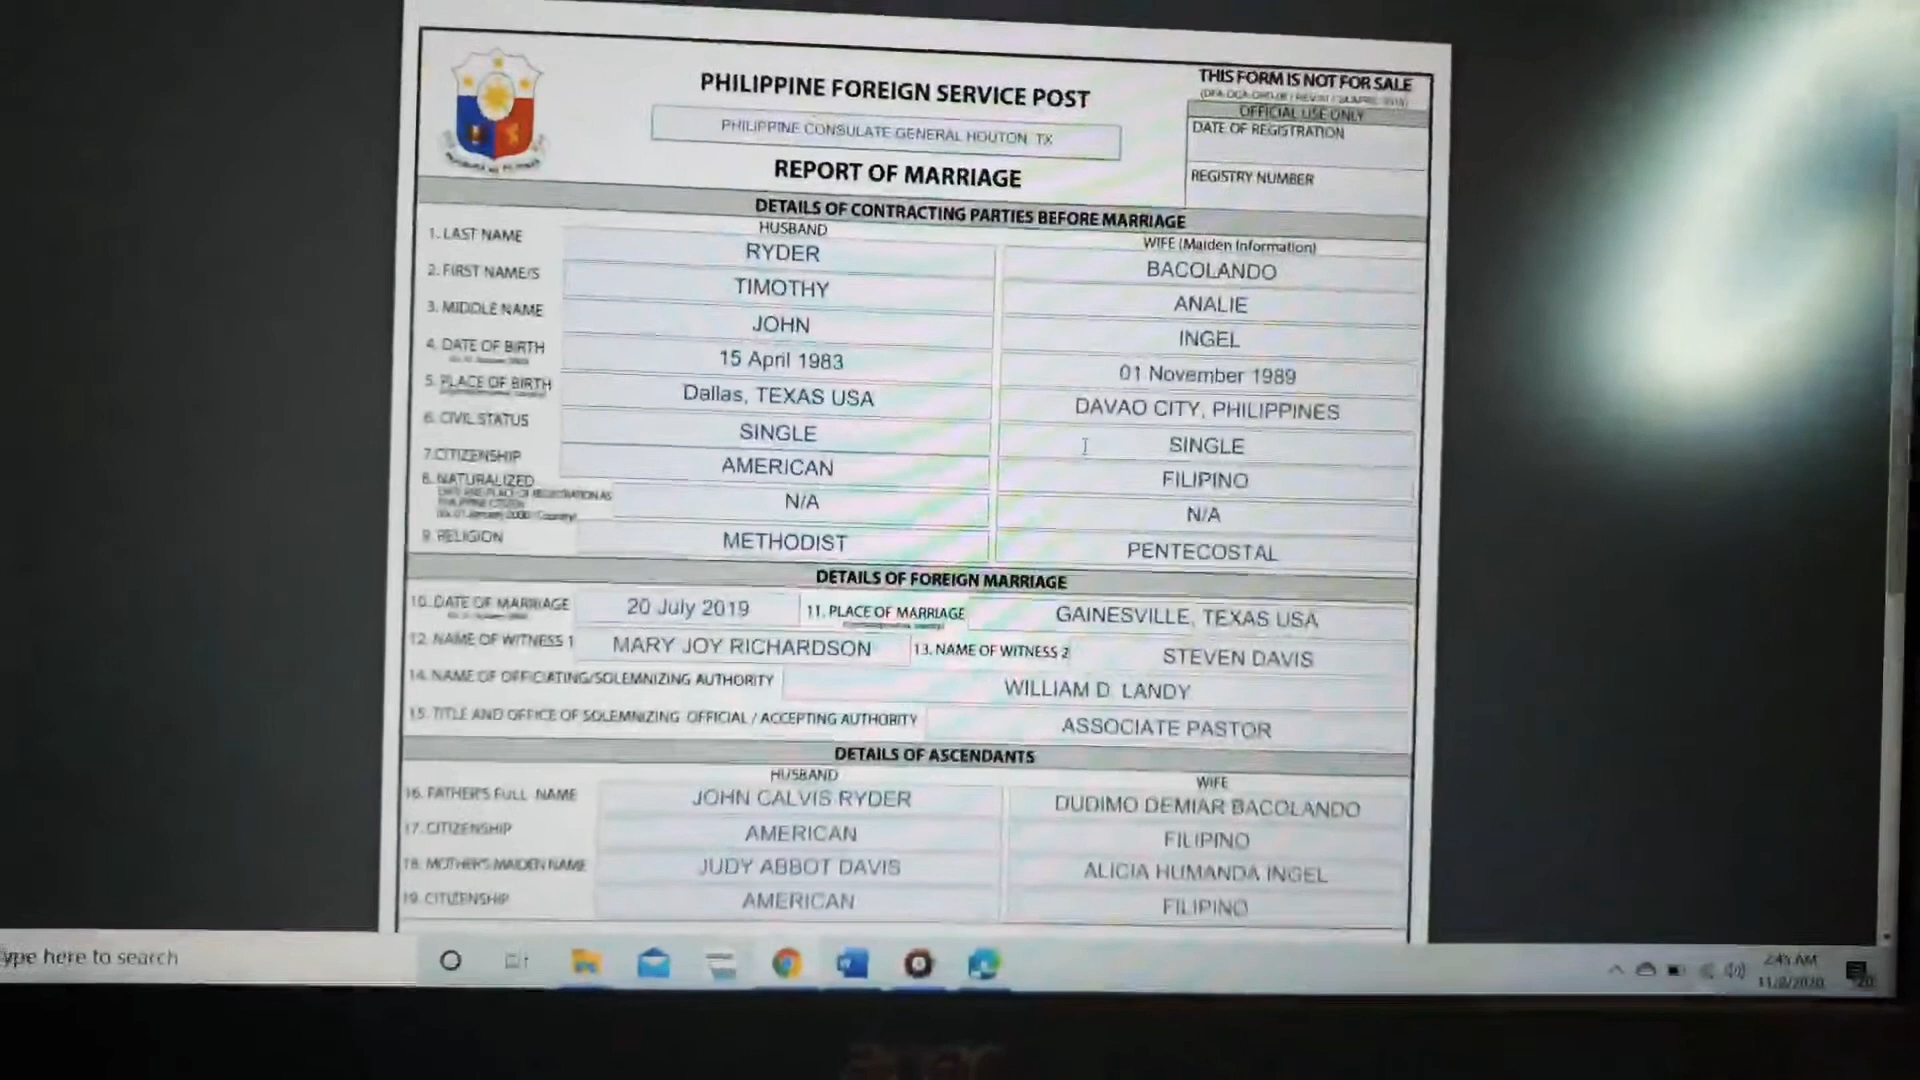 PHILIPPINE FOREIGN SERVICE POST
PHILIPPINE CONSULATE GENERAL HOUTON, TX
REPORT OF MARRIAGE
THIS FORM IS NOT FOR SALE
OFFICIAL USE ONLY
DATE OF REGISTRATION
REGISTRY NUMBER
DETAILS OF CONTRACTING PARTIES BEFORE MARRIAGE
HUSBAND WIFE (Maiden Information)
1. LAST NAME RYDER BACOLANDO
2. FIRST NAME/S TIMOTHY ANALIE
3. MIDDLE NAME JOHN INGEL
4. DATE OF BIRTH 15 April 1983 01 November 1989
5. PLACE OF BIRTH Dallas, TEXAS USA DAVAO CITY, PHILIPPINES
6. CIVIL STATUS SINGLE SINGLE
7.CITIZENSHIP AMERICAN FILIPINO
8. NATURALIZED N/A N/A
9. RELIGION METHODIST PENTECOSTAL
DETAILS OF FOREIGN MARRIAGE
10. DATE OF MARRIAGE 20 July 2019 11. PLACE OF MARRIAGE GAINESVILLE, TEXAS USA
12. NAME OF WITNESS 1 MARY JOY RICHARDSON 13. NAME OF WITNESS 2 STEVEN DAVIS
14. NAME OF OFFICIATING/SOLEMNIZING AUTHORITY WILLIAM D. LANDY
15. TITLE AND OFFICE OF SOLEMNIZING OFFICIAL / ACCEPTING AUTHORITY ASSOCIATE PASTOR
DETAILS OF ASCENDANTS
HUSBAND WIFE
16. FATHER'S FULL NAME JOHN CALVIS RYDER DUDIMO DEMIAR BACOLANDO
17. CITIZENSHIP AMERICAN FILIPINO
18. MOTHER'S MAIDEN NAME JUDY ABBOT DAVIS ALICIA HUMANDA INGEL
19. CITIZENSHIP AMERICAN FILIPINO
ype here to search
2:45 AM
20
acer